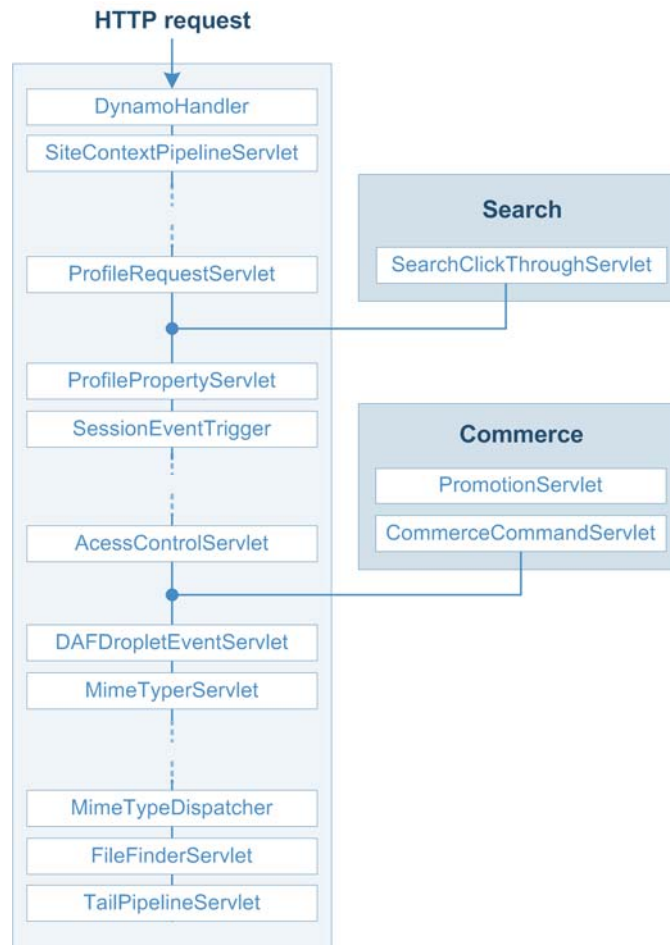 HTTP request
DynamoHandler
SiteContextPipelineServlet
ProfileRequestServlet
Search
SearchClickThroughServlet
ProfilePropertyServlet
SessionEventTrigger
Commerce
PromotionServlet
CommerceCommandServlet
AcessControlServlet
DAFDropletEventServlet
MimeTyperServlet
MimeTypeDispatcher
FileFinderServlet
TailPipelineServlet